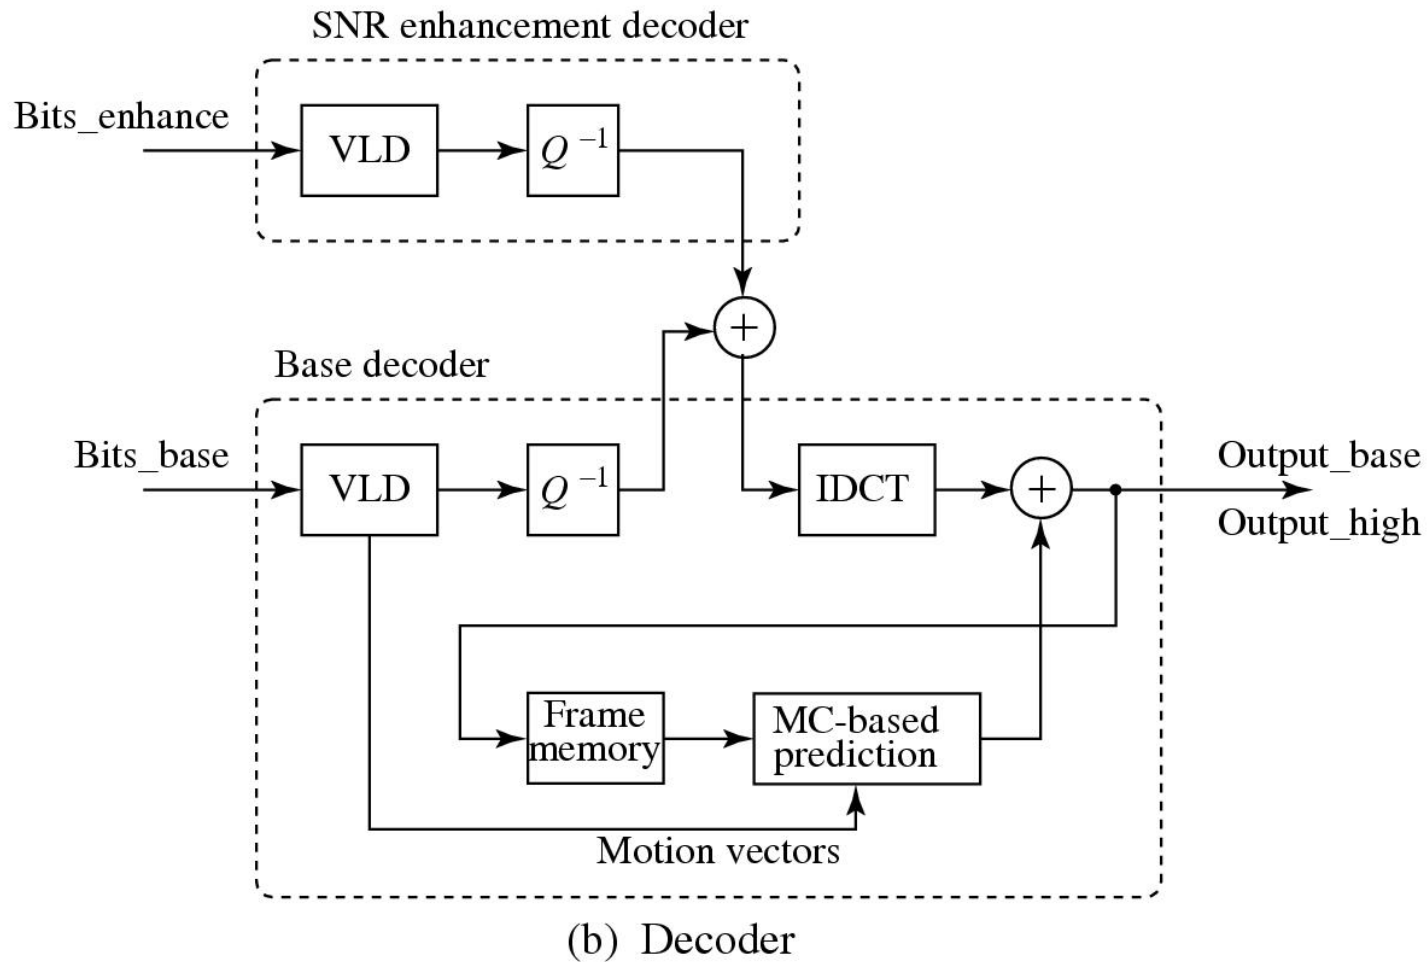 SNR enhancement decoder
Bits_enhance
VLD
Q –1
+
Base decoder
Bits_base
VLD
Q –1
IDCT
+
Output_base
Output_high
Frame
memory
MC-based
prediction
Motion vectors
(b) Decoder